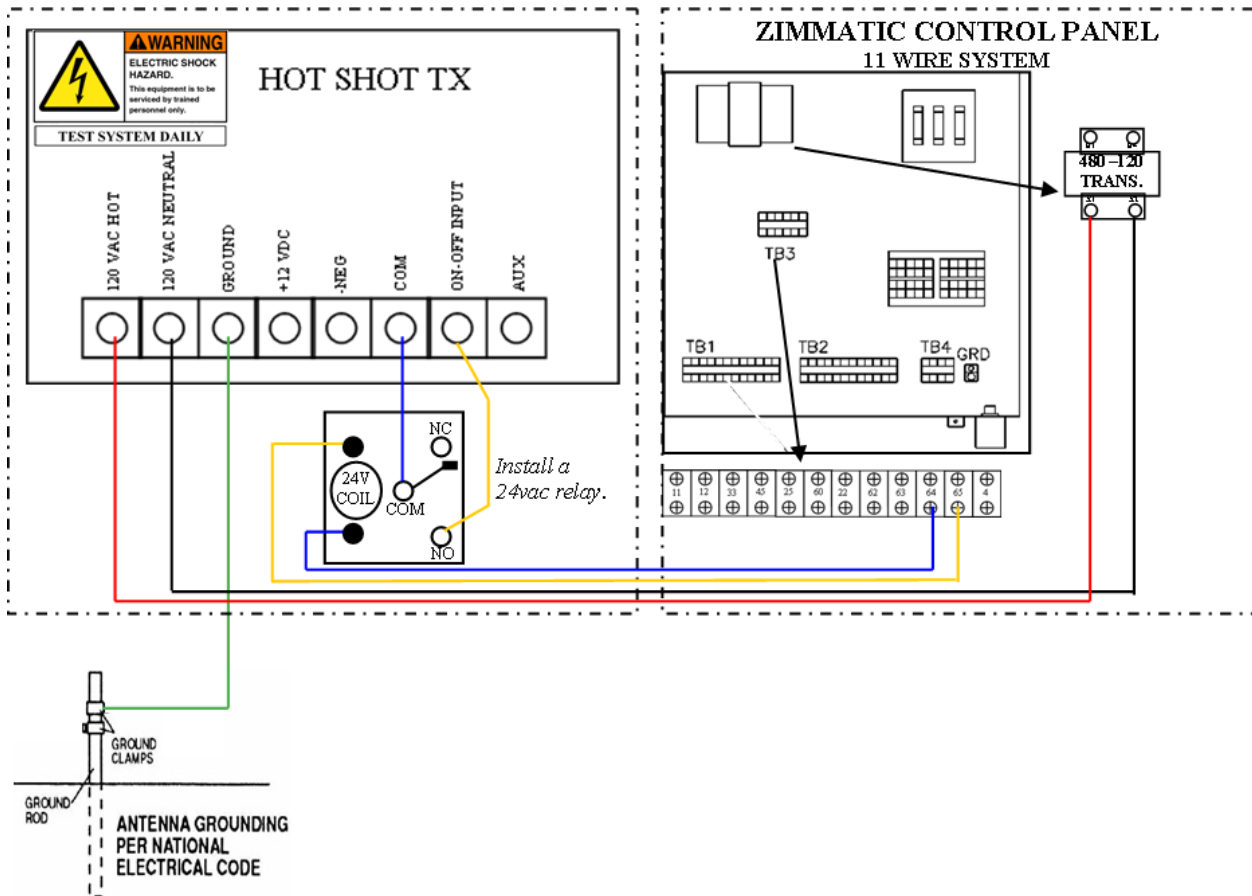 WARNING
ELECTRIC SHOCK
HAZARD.
This equipment is to be
serviced by trained
personnel only.
TEST SYSTEM DAILY
HOT SHOT TX
120 VAC HOT
120 VAC NEUTRAL
GROUND
+12 VDC
-NEG
COM
ON-OFF INPUT
AUX
24V
COIL
NC
COM
NO
Install a
24vac relay.
ZIMMATIC CONTROL PANEL
11 WIRE SYSTEM
480-120
TRANS.
TB3
TB1
TB2
TB4
GRD
11 12 33 45 25 60 22 62 63 64 65 4
GROUND
CLAMPS
GROUND
ROD
ANTENNA GROUNDING
PER NATIONAL
ELECTRICAL CODE